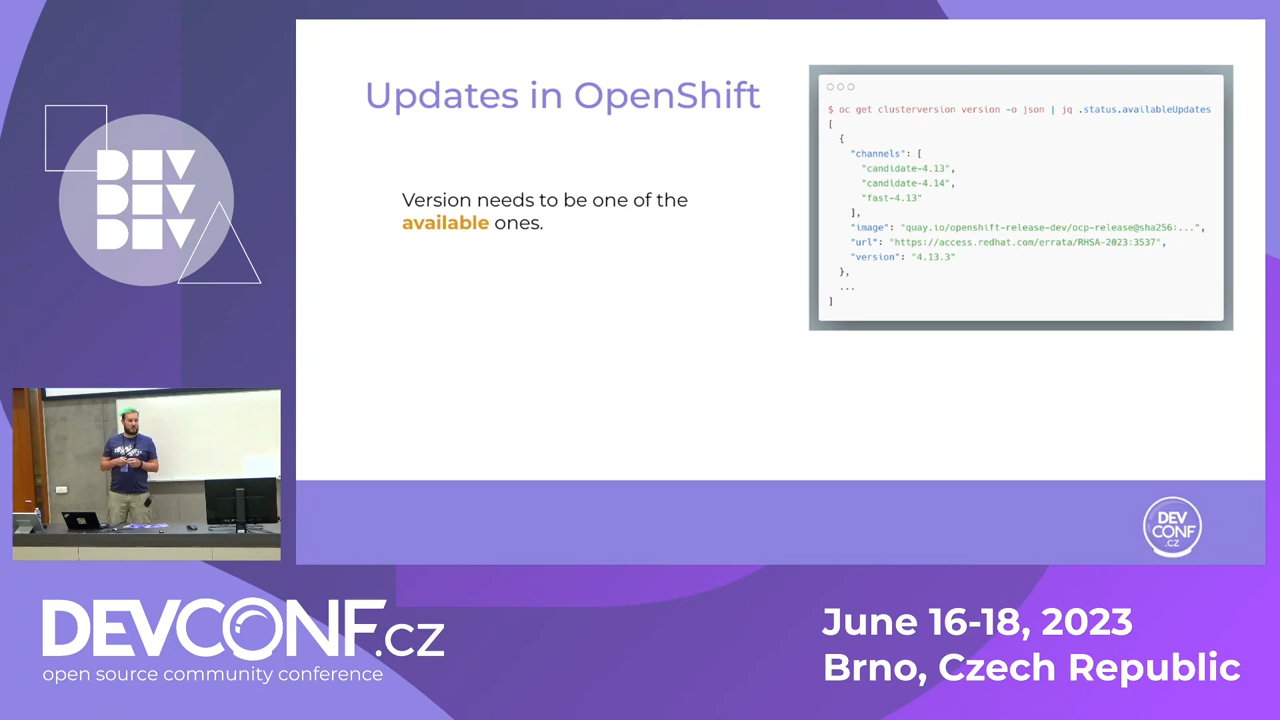 DEV
DEV
DEV
Updates in OpenShift
Version needs to be one of the
available ones.
$ oc get clusterversion version -o json | jq .status.availableUpdates
[
{
"channels": [
"candidate-4.13",
"candidate-4.14",
"fast-4.13"
],
"image": "quay.io/openshift-release-dev/ocp-release@sha256:...",
"url": "https://access.redhat.com/errata/RHSA-2023:3537",
"version": "4.13.3"
},
...
]
DEV
CONF
.CZ
DEVCONF.cz
open source community conference
June 16-18, 2023
Brno, Czech Republic